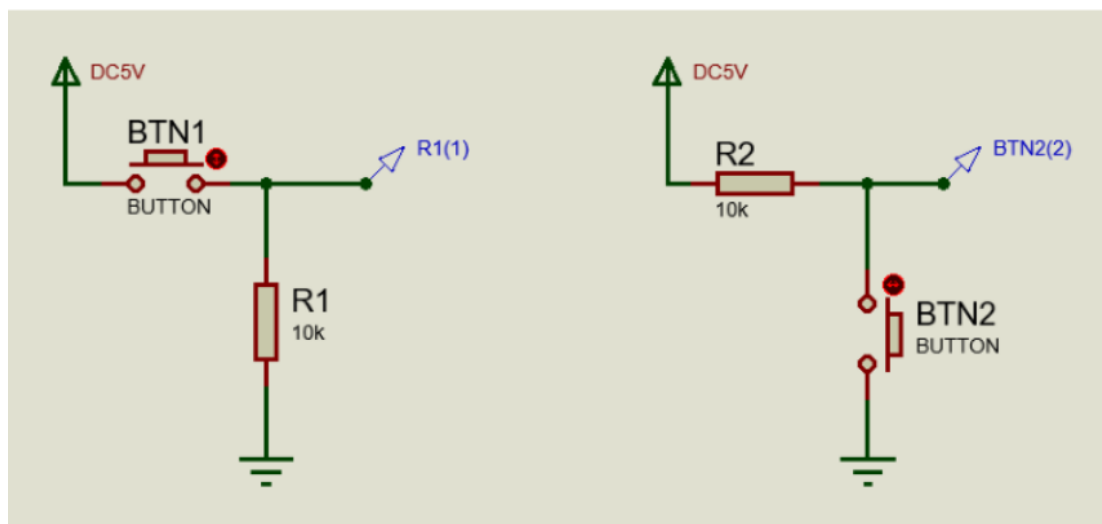 DC5V
BTN1
R1(1)
BUTTON
R1
10k
DC5V
R2
BTN2(2)
10k
BTN2
BUTTON